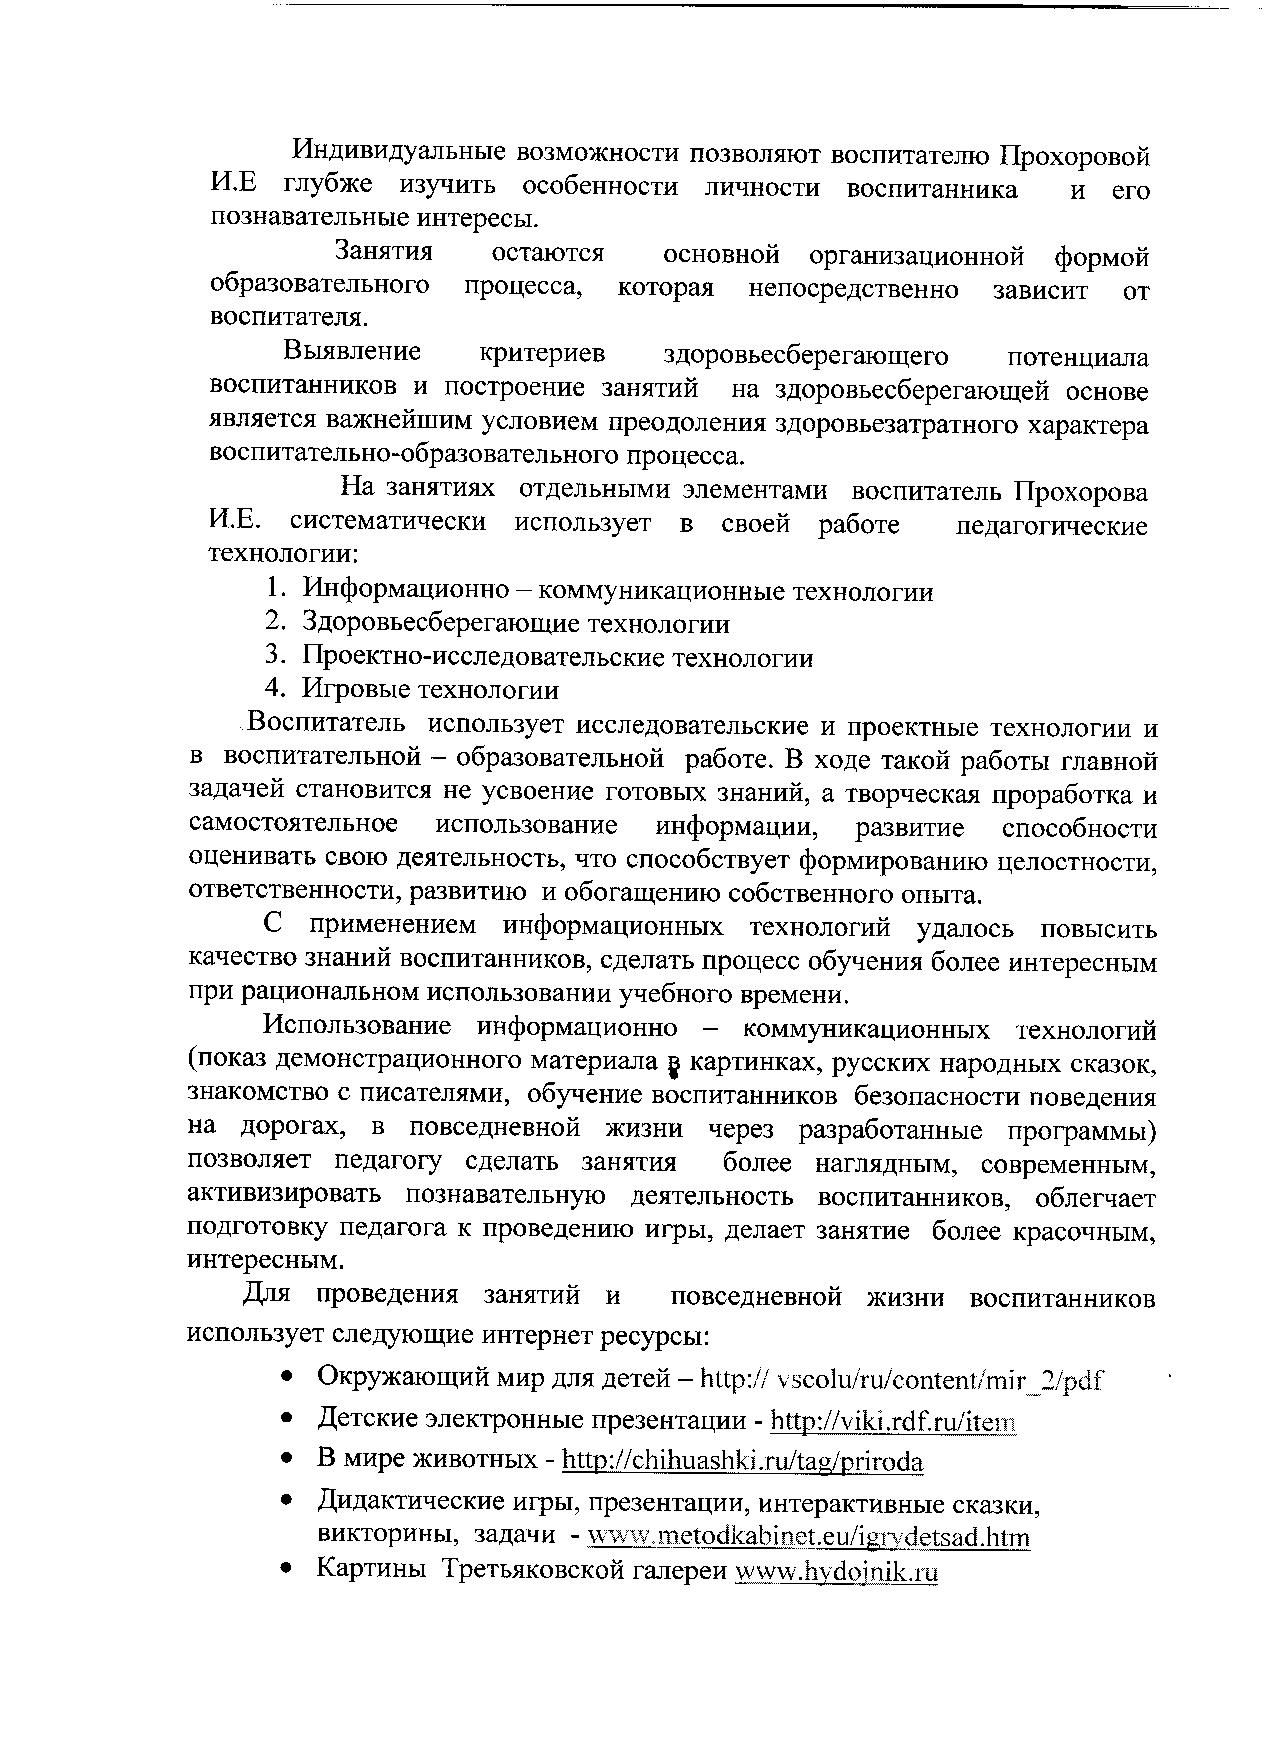 Индивидуальные возможности позволяют воспитателю Прохоровой
И.Е глубже изучить особенности личности воспитанника и его
познавательные интересы.
Занятия остаются основной организационной формой
образовательного процесса, которая непосредственно зависит от
воспитателя.
Выявление критериев здоровьесберегающего потенциала
воспитанников и построение занятий на здоровьесберегающей основе
является важнейшим условием преодоления здоровьезатратного характера
воспитательно-образовательного процесса.
На занятиях отдельными элементами воспитатель Прохорова
И.Е. систематически использует в своей работе педагогические
технологии:
1. Информационно – коммуникационные технологии
2. Здоровьесберегающие технологии
3. Проектно-исследовательские технологии
4. Игровые технологии
Воспитатель использует исследовательские и проектные технологии и
в воспитательной – образовательной работе. В ходе такой работы главной
задачей становится не усвоение готовых знаний, а творческая проработка и
самостоятельное использование информации, развитие способности
оценивать свою деятельность, что способствует формированию целостности,
ответственности, развитию и обогащению собственного опыта.
С применением информационных технологий удалось повысить
качество знаний воспитанников, сделать процесс обучения более интересным
при рациональном использовании учебного времени.
Использование информационно – коммуникационных технологий
(показ демонстрационного материала в картинках, русских народных сказок,
знакомство с писателями, обучение воспитанников безопасности поведения
на дорогах, в повседневной жизни через разработанные программы)
позволяет педагогу сделать занятия более наглядным, современным,
активизировать познавательную деятельность воспитанников, облегчает
подготовку педагога к проведению игры, делает занятие более красочным,
интересным.
Для проведения занятий и повседневной жизни воспитанников
использует следующие интернет ресурсы:
• Окружающий мир для детей – http:// vscolu/ru/content/mir_2/pdf
• Детские электронные презентации - http://viki.rdf.ru/item
• В мире животных - http://chihuashki.ru/tag/priroda
• Дидактические игры, презентации, интерактивные сказки,
викторины, задачи - www.metodkabinet.eu/igrydetsad.htm
• Картины Третьяковской галереи www.hydojnik.ru